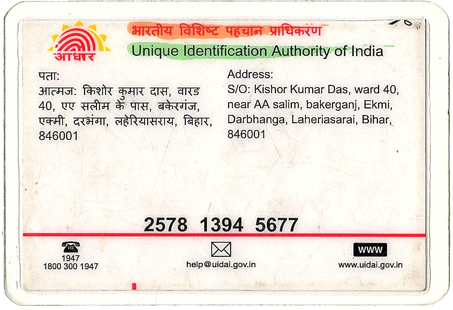 भारतीय विशिष्ट पहचान प्राधिकरण
Unique Identification Authority of India
आधार
पता:
आत्मज: किशोर कुमार दास, वारड
40, एए सलीम के पास, बकेरगंज,
एक्मी, दरभंगा, लहेरियासराय, बिहार,
846001
Address:
S/O: Kishor Kumar Das, ward 40,
near AA salim, bakerganj, Ekmi,
Darbhanga, Laheriasarai, Bihar,
846001
2578 1394 5677
1947
1800 300 1947
help@uidai.gov.in
WWW
www.uidai.gov.in